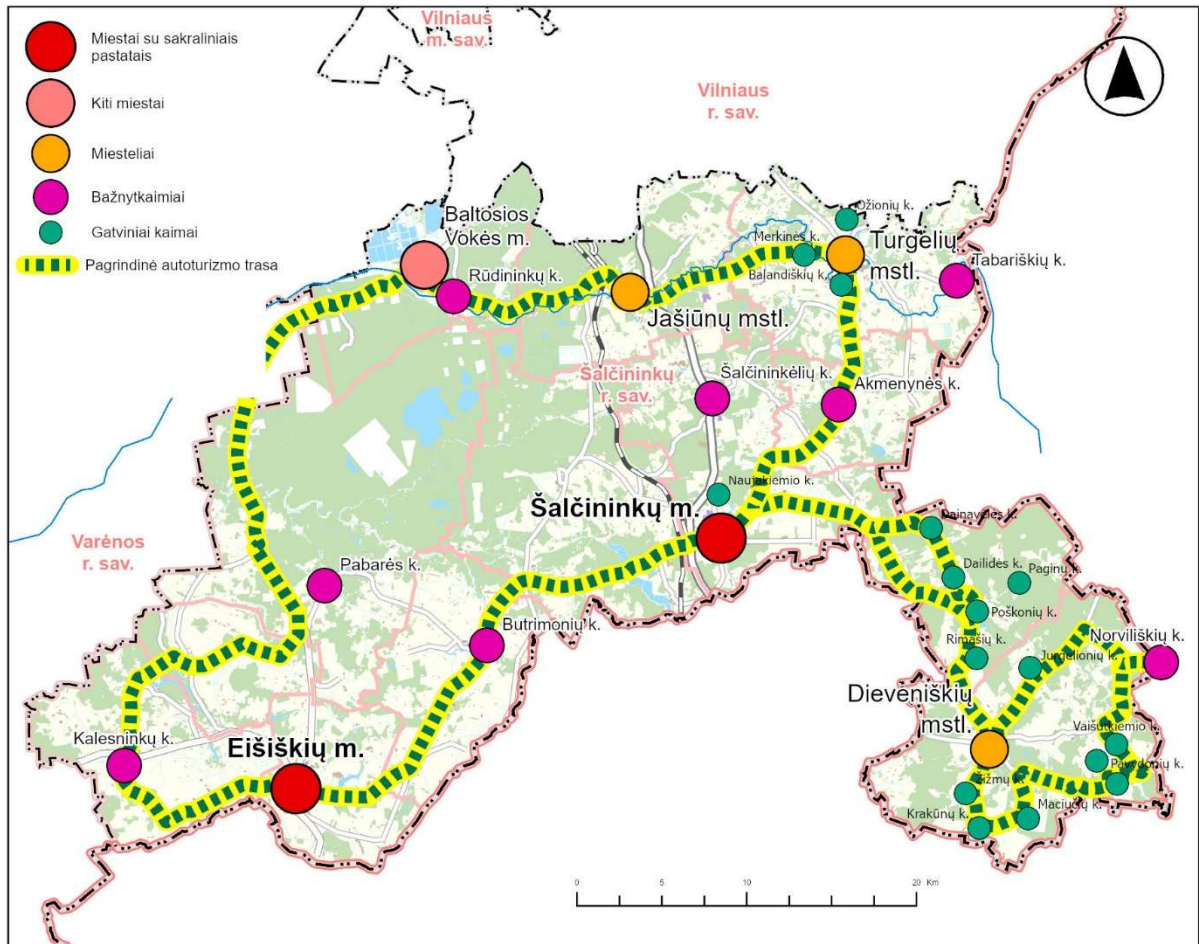 Miestai su sakraliniais
pastatais
Kiti miestai
Miesteliai
Bažnytkaimiai
Gatviniai kaimai
Pagrindinė autoturizmo trasa
Vilniaus
m. sav.
Vilniaus
r. sav.
Baltosios
Vokės m.
Rūdininkų k.
Jašiūnų mstl.
Merkinės k.
Balandiškių k.
Ožionių k.
Turgelių
mstl.
Tabariškių k.
Šalčininkų
r. sav.
Šalčininkėlių k.
Akmenynės k.
Naujakiemio k.
Šalčininkų m.
Varėnos
r. sav.
Pabarės k.
Butrimonių k.
Kalesninkų k.
Eišiškių m.
Dainavėlės k.
Dailidės k.
Paginų k.
Poškonių k.
Rimašių k.
Norviliškių k.
Jurgelionių k.
Dieveniškių
mstl.
Vaišutkiemio k.
Pavydonių k.
Žižmų k.
Krakūnų k.
Maciučių k.
0 5 10 20 Km